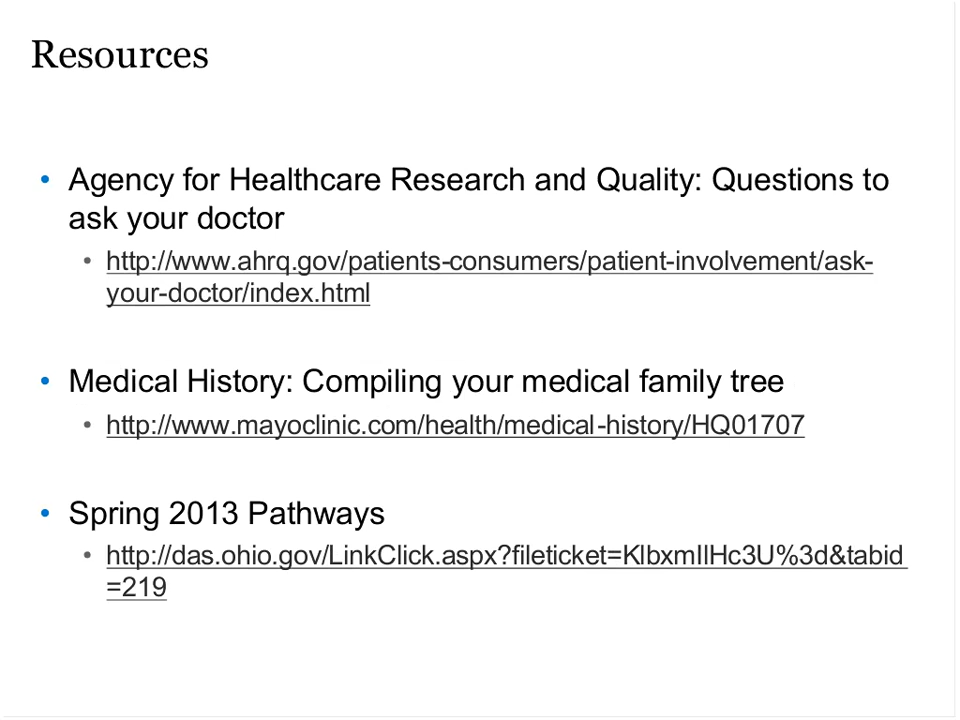 Resources
• Agency for Healthcare Research and Quality: Questions to
ask your doctor
• http://www.ahrq.gov/patients-consumers/patient-involvement/ask-
your-doctor/index.html
• Medical History: Compiling your medical family tree
• http://www.mayoclinic.com/health/medical-history/HQ01707
• Spring 2013 Pathways
• http://das.ohio.gov/LinkClick.aspx?fileticket=KlbxmIlHc3U%3d&tabid
=219